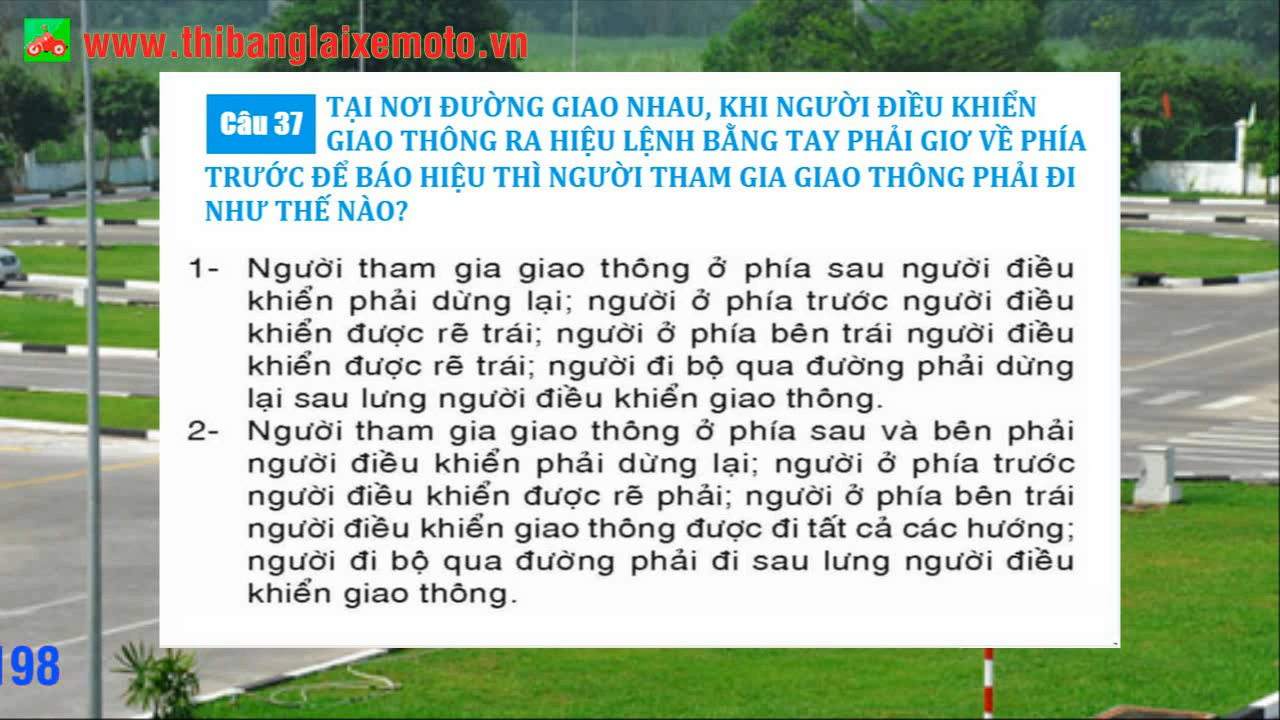 www.thibanglaixemoto.vn
Câu 37 TẠI NƠI ĐƯỜNG GIAO NHAU, KHI NGƯỜI ĐIỀU KHIỂN
GIAO THÔNG RA HIỆU LỆNH BẰNG TAY PHẢI GIƠ VỀ PHÍA
TRƯỚC ĐỂ BÁO HIỆU THÌ NGƯỜI THAM GIA GIAO THÔNG PHẢI ĐI
NHƯ THẾ NÀO?
1- Người tham gia giao thông ở phía sau người điều
khiển phải dừng lại; người ở phía trước người điều
khiển được rẽ trái; người ở phía bên trái người điều
khiển được rẽ trái; người đi bộ qua đường phải dừng
lại sau lưng người điều khiển giao thông.
2- Người tham gia giao thông ở phía sau và bên phải
người điều khiển phải dừng lại; người ở phía trước
người điều khiển được rẽ phải; người ở phía bên trái
người điều khiển giao thông được đi tất cả các hướng;
người đi bộ qua đường phải đi sau lưng người điều
khiển giao thông.
198